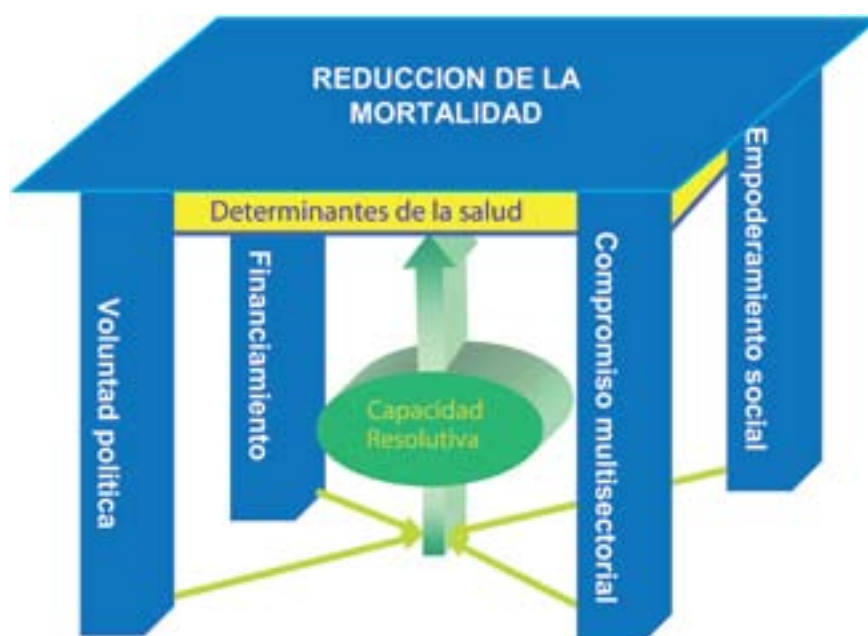 REDUCCION DE LA
MORTALIDAD
Determinantes de la salud
Voluntad política
Financiamiento
Capacidad
Resolutiva
Compromiso multisectorial
Empoderamiento social